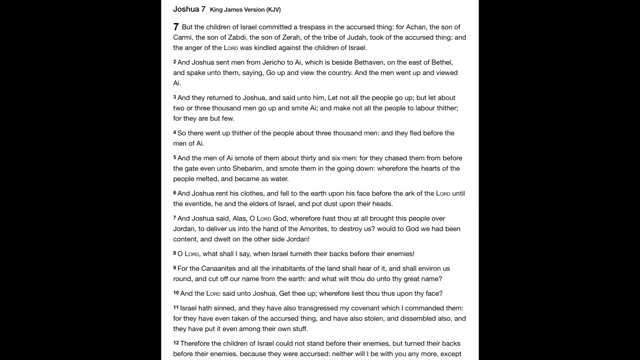 Joshua 7 King James Version (KJV)
7 But the children of Israel committed a trespass in the accursed thing: for Achan, the son of
Carmi, the son of Zabdi, the son of Zerah, of the tribe of Judah, took of the accursed thing: and
the anger of the LORD was kindled against the children of Israel.
2 And Joshua sent men from Jericho to Ai, which is beside Bethaven, on the east of Bethel,
and spake unto them, saying, Go up and view the country. And the men went up and viewed
Ai.
3 And they returned to Joshua, and said unto him, Let not all the people go up; but let about
two or three thousand men go up and smite Ai; and make not all the people to labour thither;
for they are but few.
4 So there went up thither of the people about three thousand men: and they fled before the
men of Ai.
5 And the men of Ai smote of them about thirty and six men: for they chased them from before
the gate even unto Shebarim, and smote them in the going down: wherefore the hearts of the
people melted, and became as water.
6 And Joshua rent his clothes, and fell to the earth upon his face before the ark of the LORD until
the eventide, he and the elders of Israel, and put dust upon their heads.
7 And Joshua said, Alas, O LORD God, wherefore hast thou at all brought this people over
Jordan, to deliver us into the hand of the Amorites, to destroy us? would to God we had been
content, and dwelt on the other side Jordan!
8 O LORD, what shall I say, when Israel turneth their backs before their enemies!
9 For the Canaanites and all the inhabitants of the land shall hear of it, and shall environ us
round, and cut off our name from the earth: and what wilt thou do unto thy great name?
10 And the LORD said unto Joshua, Get thee up; wherefore liest thou thus upon thy face?
11 Israel hath sinned, and they have also transgressed my covenant which I commanded them:
for they have even taken of the accursed thing, and have also stolen, and dissembled also, and
they have put it even among their own stuff.
12 Therefore the children of Israel could not stand before their enemies, but turned their backs
before their enemies, because they were accursed: neither will I be with you any more, except